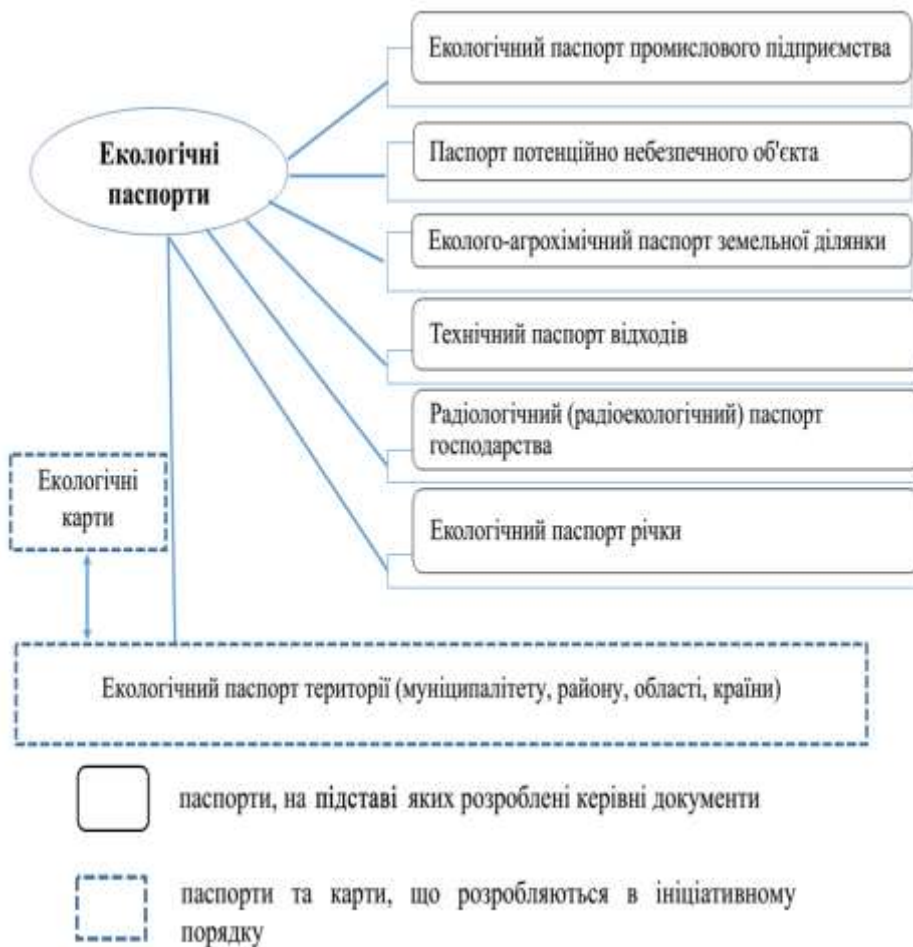 Екологічний паспорт промислового підприємства
Екологічні
паспорти
Паспорт потенційно небезпечного об'єкта
Еколого-агрохімічний паспорт земельної ділянки
Технічний паспорт відходів
Радіологічний (радіоекологічний) паспорт
господарства
Екологічні
карти
Екологічний паспорт річки
Екологічний паспорт території (муніципалітету, району, області, країни)
паспорти, на підставі яких розроблені керівні документи
паспорти та карти, що розробляються в ініціативному
порядку